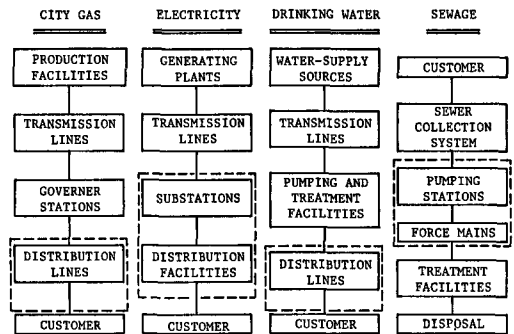 CITY GAS
PRODUCTION
FACILITIES
TRANSMISSION
LINES
GOVERNER
STATIONS
DISTRIBUTION
LINES
CUSTOMER
ELECTRICITY
GENERATING
PLANTS
TRANSMISSION
LINES
SUBSTATIONS
DISTRIBUTION
FACILITIES
CUSTOMER
DRINKING WATER
WATER-SUPPLY
SOURCES
TRANSMISSION
LINES
PUMPING AND
TREATMENT
FACILITIES
DISTRIBUTION
LINES
CUSTOMER
SEWAGE
CUSTOMER
SEWER
COLLECTION
SYSTEM
PUMPING
STATIONS
FORCE MAINS
TREATMENT
FACILITIES
DISPOSAL